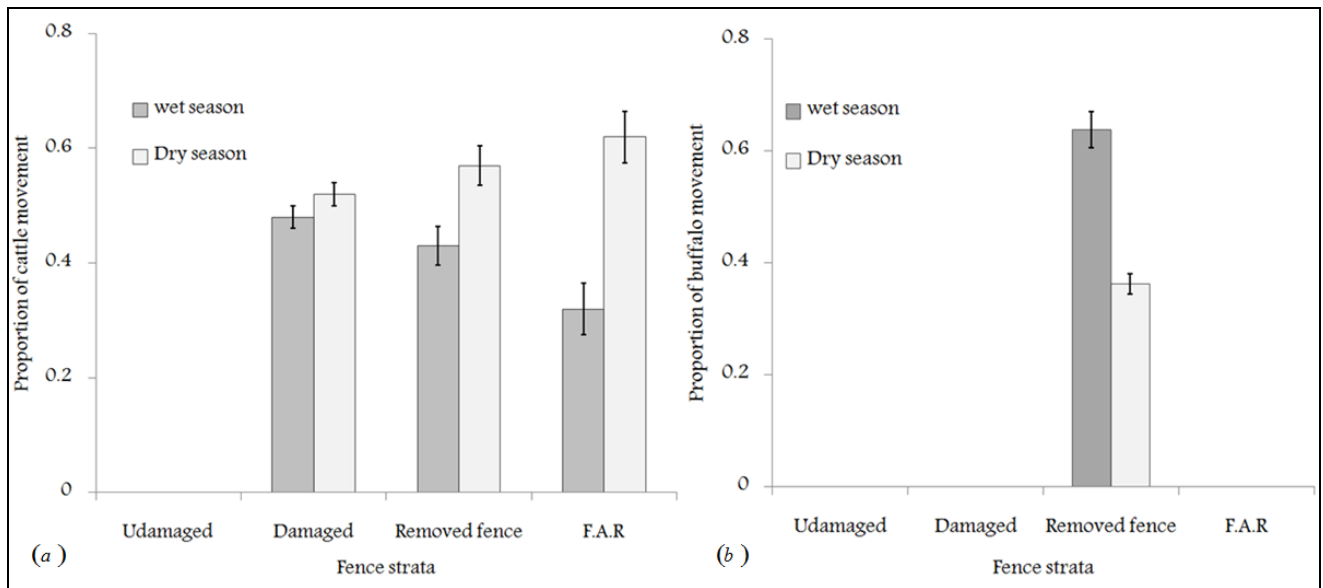 0.8
0.6
0.4
0.2
0
Proportion of cattle movement
wet season
Dry season
Udamaged Damaged Removed fence F.A.R
Fence strata
(a )
0.8
0.6
0.4
0.2
0
Proportion of buffalo movement
wet season
Dry season
Udamaged Damaged Removed fence F.A.R
Fence strata
(b )